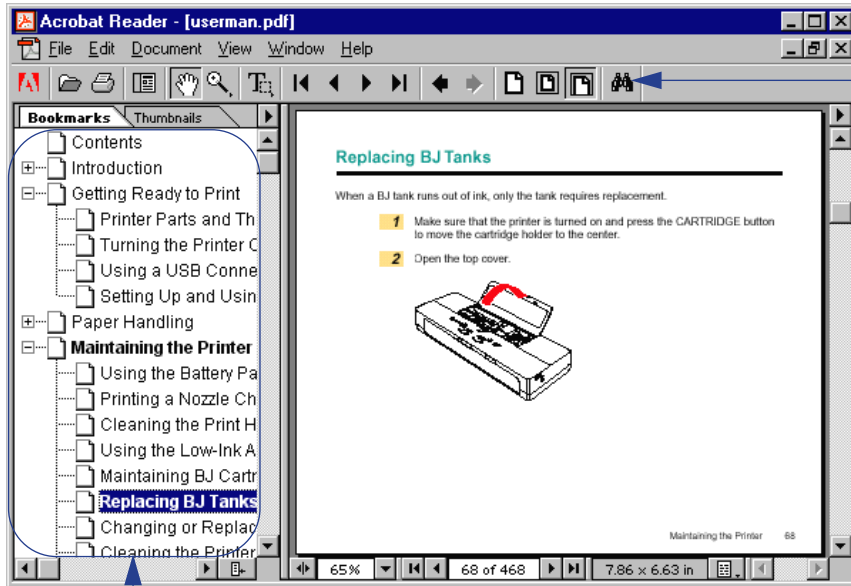 Acrobat Reader - [userman.pdf]
File Edit Document View Window Help
Bookmarks Thumbnails
Contents
Introduction
Getting Ready to Print
Printer Parts and Th
Turning the Printer O
Using a USB Conne
Setting Up and Usin
Paper Handling
Maintaining the Printer
Using the Battery Pa
Printing a Nozzle Ch
Cleaning the Print H
Using the Low-Ink A
Maintaining BJ Cartr
Replacing BJ Tanks
Changing or Replac
Cleaning the Printer
Replacing BJ Tanks
When a BJ tank runs out of ink, only the tank requires replacement.
1 Make sure that the printer is turned on and press the CARTRIDGE button
to move the cartridge holder to the center.
2 Open the top cover.
Maintaining the Printer 68
65% 68 of 468 7.86 × 6.63 in